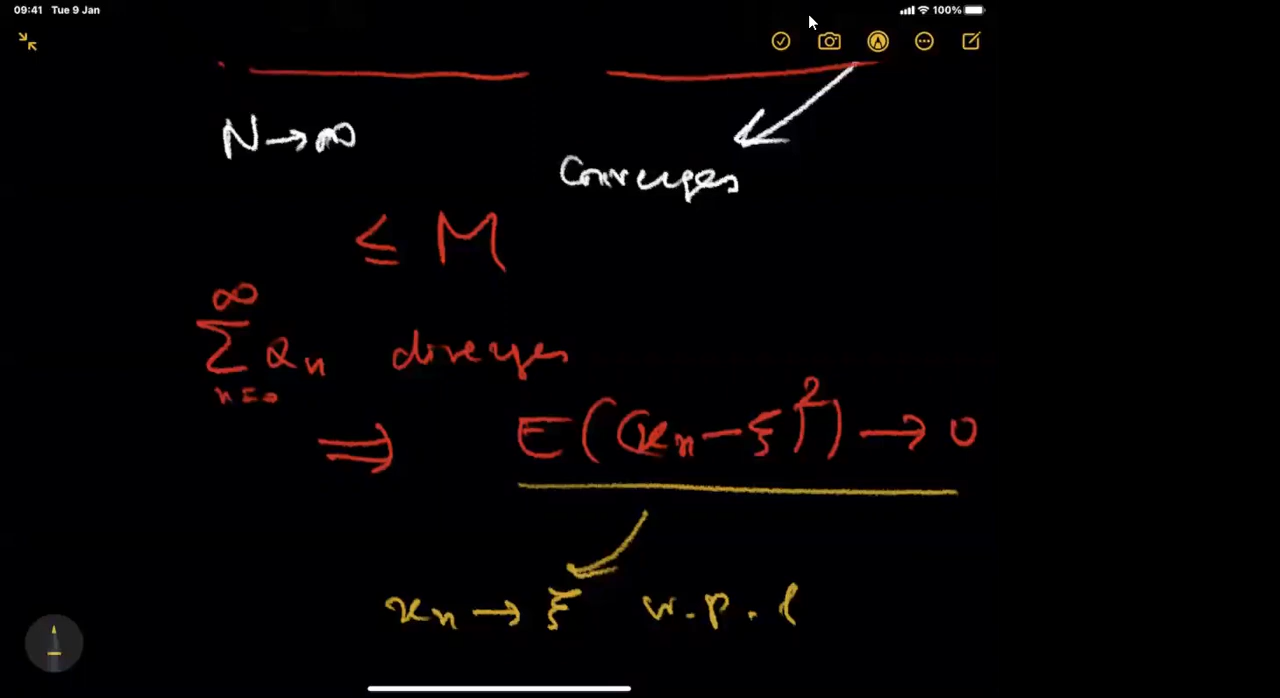 09:41 Tue 9 Jan 100%
N→∞
Converges
≤ M
∞
∑ αn diverges
n=0
⇒ E((xn−ξ)²) → 0
xn → ξ w.p.1